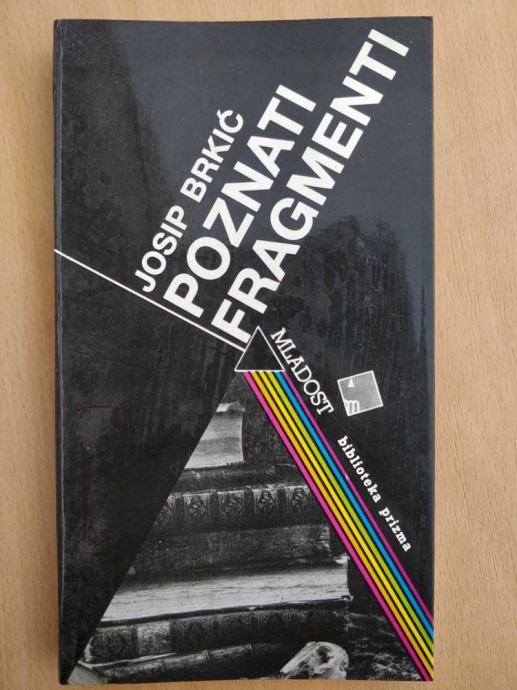 JOSIP BRKIĆ
POZNATI
FRAGMENTI
MLADOST
m
biblioteka prizma